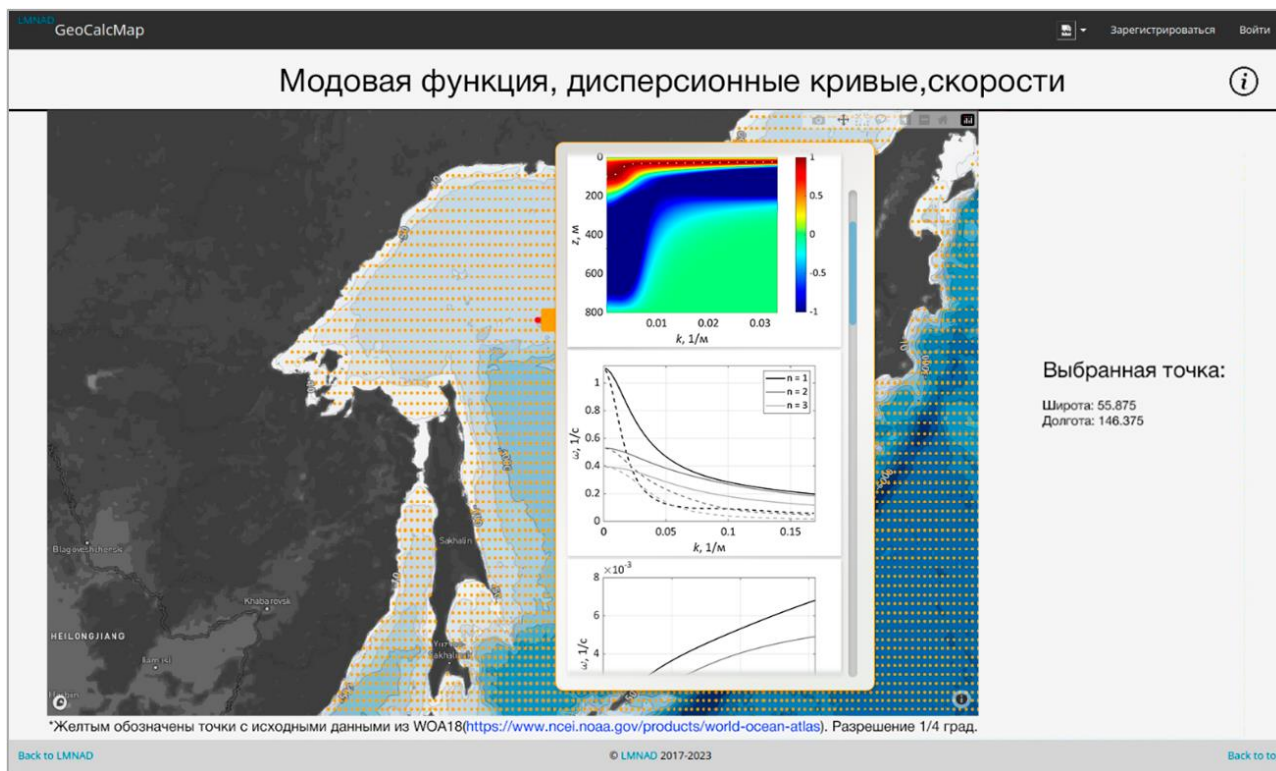 LMNAD
GeoCalcMap
Зарегистрироваться
Войти
Модовая функция, дисперсионные кривые,скорости
0
200
400
600
800
z, м
0.01
0.02
0.03
k, 1/м
1
0.5
0
-0.5
-1
1
0.8
0.6
0.4
0.2
0
ω, 1/с
n = 1
n = 2
n = 3
0
0.05
0.1
0.15
k, 1/м
8
×10⁻³
6
4
ω, 1/с
Выбранная точка:
Широта: 55.875
Долгота: 146.375
Blagoveshchensk
Khabarovsk
HEILONGJIANG
Sakhalin
*Желтым обозначены точки с исходными данными из WOA18(https://www.ncei.noaa.gov/products/world-ocean-atlas). Разрешение 1/4 град.
Back to LMNAD
© LMNAD 2017-2023
Back to to